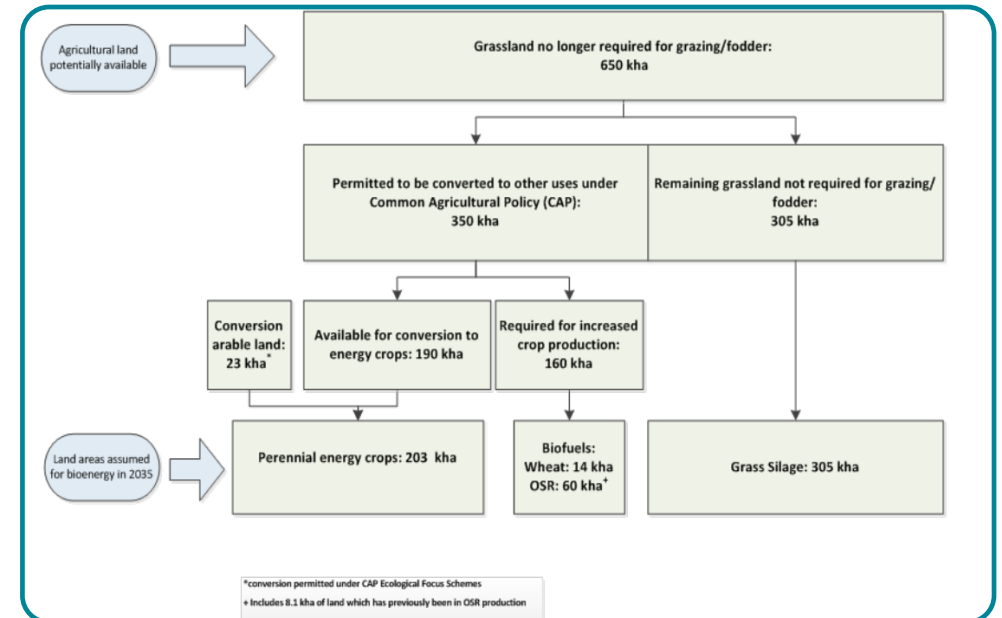 Agricultural land
potentially available
Grassland no longer required for grazing/fodder:
650 kha
Permitted to be converted to other uses under
Common Agricultural Policy (CAP):
350 kha
Remaining grassland not required for grazing/
fodder:
305 kha
Conversion
arable land:
23 kha*
Available for conversion to
energy crops: 190 kha
Required for increased
crop production:
160 kha
Land areas assumed
for bioenergy in 2035
Perennial energy crops: 203 kha
Biofuels:
Wheat: 14 kha
OSR: 60 kha+
Grass Silage: 305 kha
*conversion permitted under CAP Ecological Focus Schemes
+ Includes 8.1 kha of land which has previously been in OSR production